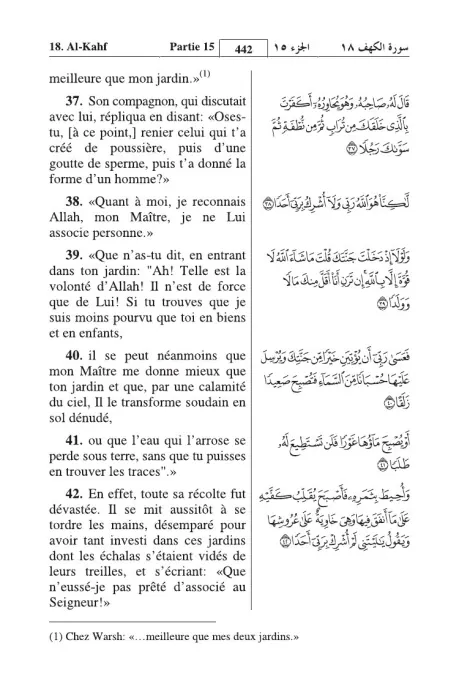 18. Al-Kahf Partie 15 442 الجزء ١٥ سورة الكهف ١٨
meilleure que mon jardin.»(1)
37. Son compagnon, qui discutait
avec lui, répliqua en disant: «Oses-
tu, [à ce point,] renier celui qui t'a
créé de poussière, puis d'une
goutte de sperme, puis t'a donné la
forme d'un homme?»
قَالَ لَهُۥ صَاحِبُهُۥ وَهُوَ يُحَاوِرُهُۥٓ أَكَفَرْتَ
بِٱلَّذِى خَلَقَكَ مِن تُرَابٍ ثُمَّ مِن نُّطْفَةٍ ثُمَّ
سَوَّىٰكَ رَجُلًا ٣٧
38. «Quant à moi, je reconnais
Allah, mon Maître, je ne Lui
associe personne.»
لَّٰكِنَّا۠ هُوَ ٱللَّهُ رَبِّى وَلَآ أُشْرِكُ بِرَبِّىٓ أَحَدًا ٣٨
39. «Que n'as-tu dit, en entrant
dans ton jardin: "Ah! Telle est la
volonté d'Allah! Il n'est de force
que de Lui! Si tu trouves que je
suis moins pourvu que toi en biens
et en enfants,
وَلَوْلَآ إِذْ دَخَلْتَ جَنَّتَكَ قُلْتَ مَا شَآءَ ٱللَّهُ لَا
قُوَّةَ إِلَّا بِٱللَّهِ ۚ إِن تَرَنِ أَنَا۠ أَقَلَّ مِنكَ مَالًا
وَوَلَدًا ٣٩
40. il se peut néanmoins que
mon Maître me donne mieux que
ton jardin et que, par une calamité
du ciel, Il le transforme soudain en
sol dénudé,
فَعَسَىٰ رَبِّىٓ أَن يُؤْتِيَنِ خَيْرًا مِّن جَنَّتِكَ وَيُرْسِلَ
عَلَيْهَا حُسْبَانًا مِّنَ ٱلسَّمَآءِ فَتُصْبِحَ صَعِيدًا
زَلَقًا ٤٠
41. ou que l'eau qui l'arrose se
perde sous terre, sans que tu puisses
en trouver les traces".»
أَوْ يُصْبِحَ مَآؤُهَا غَوْرًا فَلَن تَسْتَطِيعَ لَهُۥ
طَلَبًا ٤١
42. En effet, toute sa récolte fut
dévastée. Il se mit aussitôt à se
tordre les mains, désemparé pour
avoir tant investi dans ces jardins
dont les échalas s'étaient vidés de
leurs treilles, et s'écriant: «Que
n'eussé-je pas prêté d'associé au
Seigneur!»
وَأُحِيطَ بِثَمَرِهِۦ فَأَصْبَحَ يُقَلِّبُ كَفَّيْهِ
عَلَىٰ مَآ أَنفَقَ فِيهَا وَهِىَ خَاوِيَةٌ عَلَىٰ عُرُوشِهَا
وَيَقُولُ يَٰلَيْتَنِى لَمْ أُشْرِكْ بِرَبِّىٓ أَحَدًا ٤٢
(1) Chez Warsh: «…meilleure que mes deux jardins.»